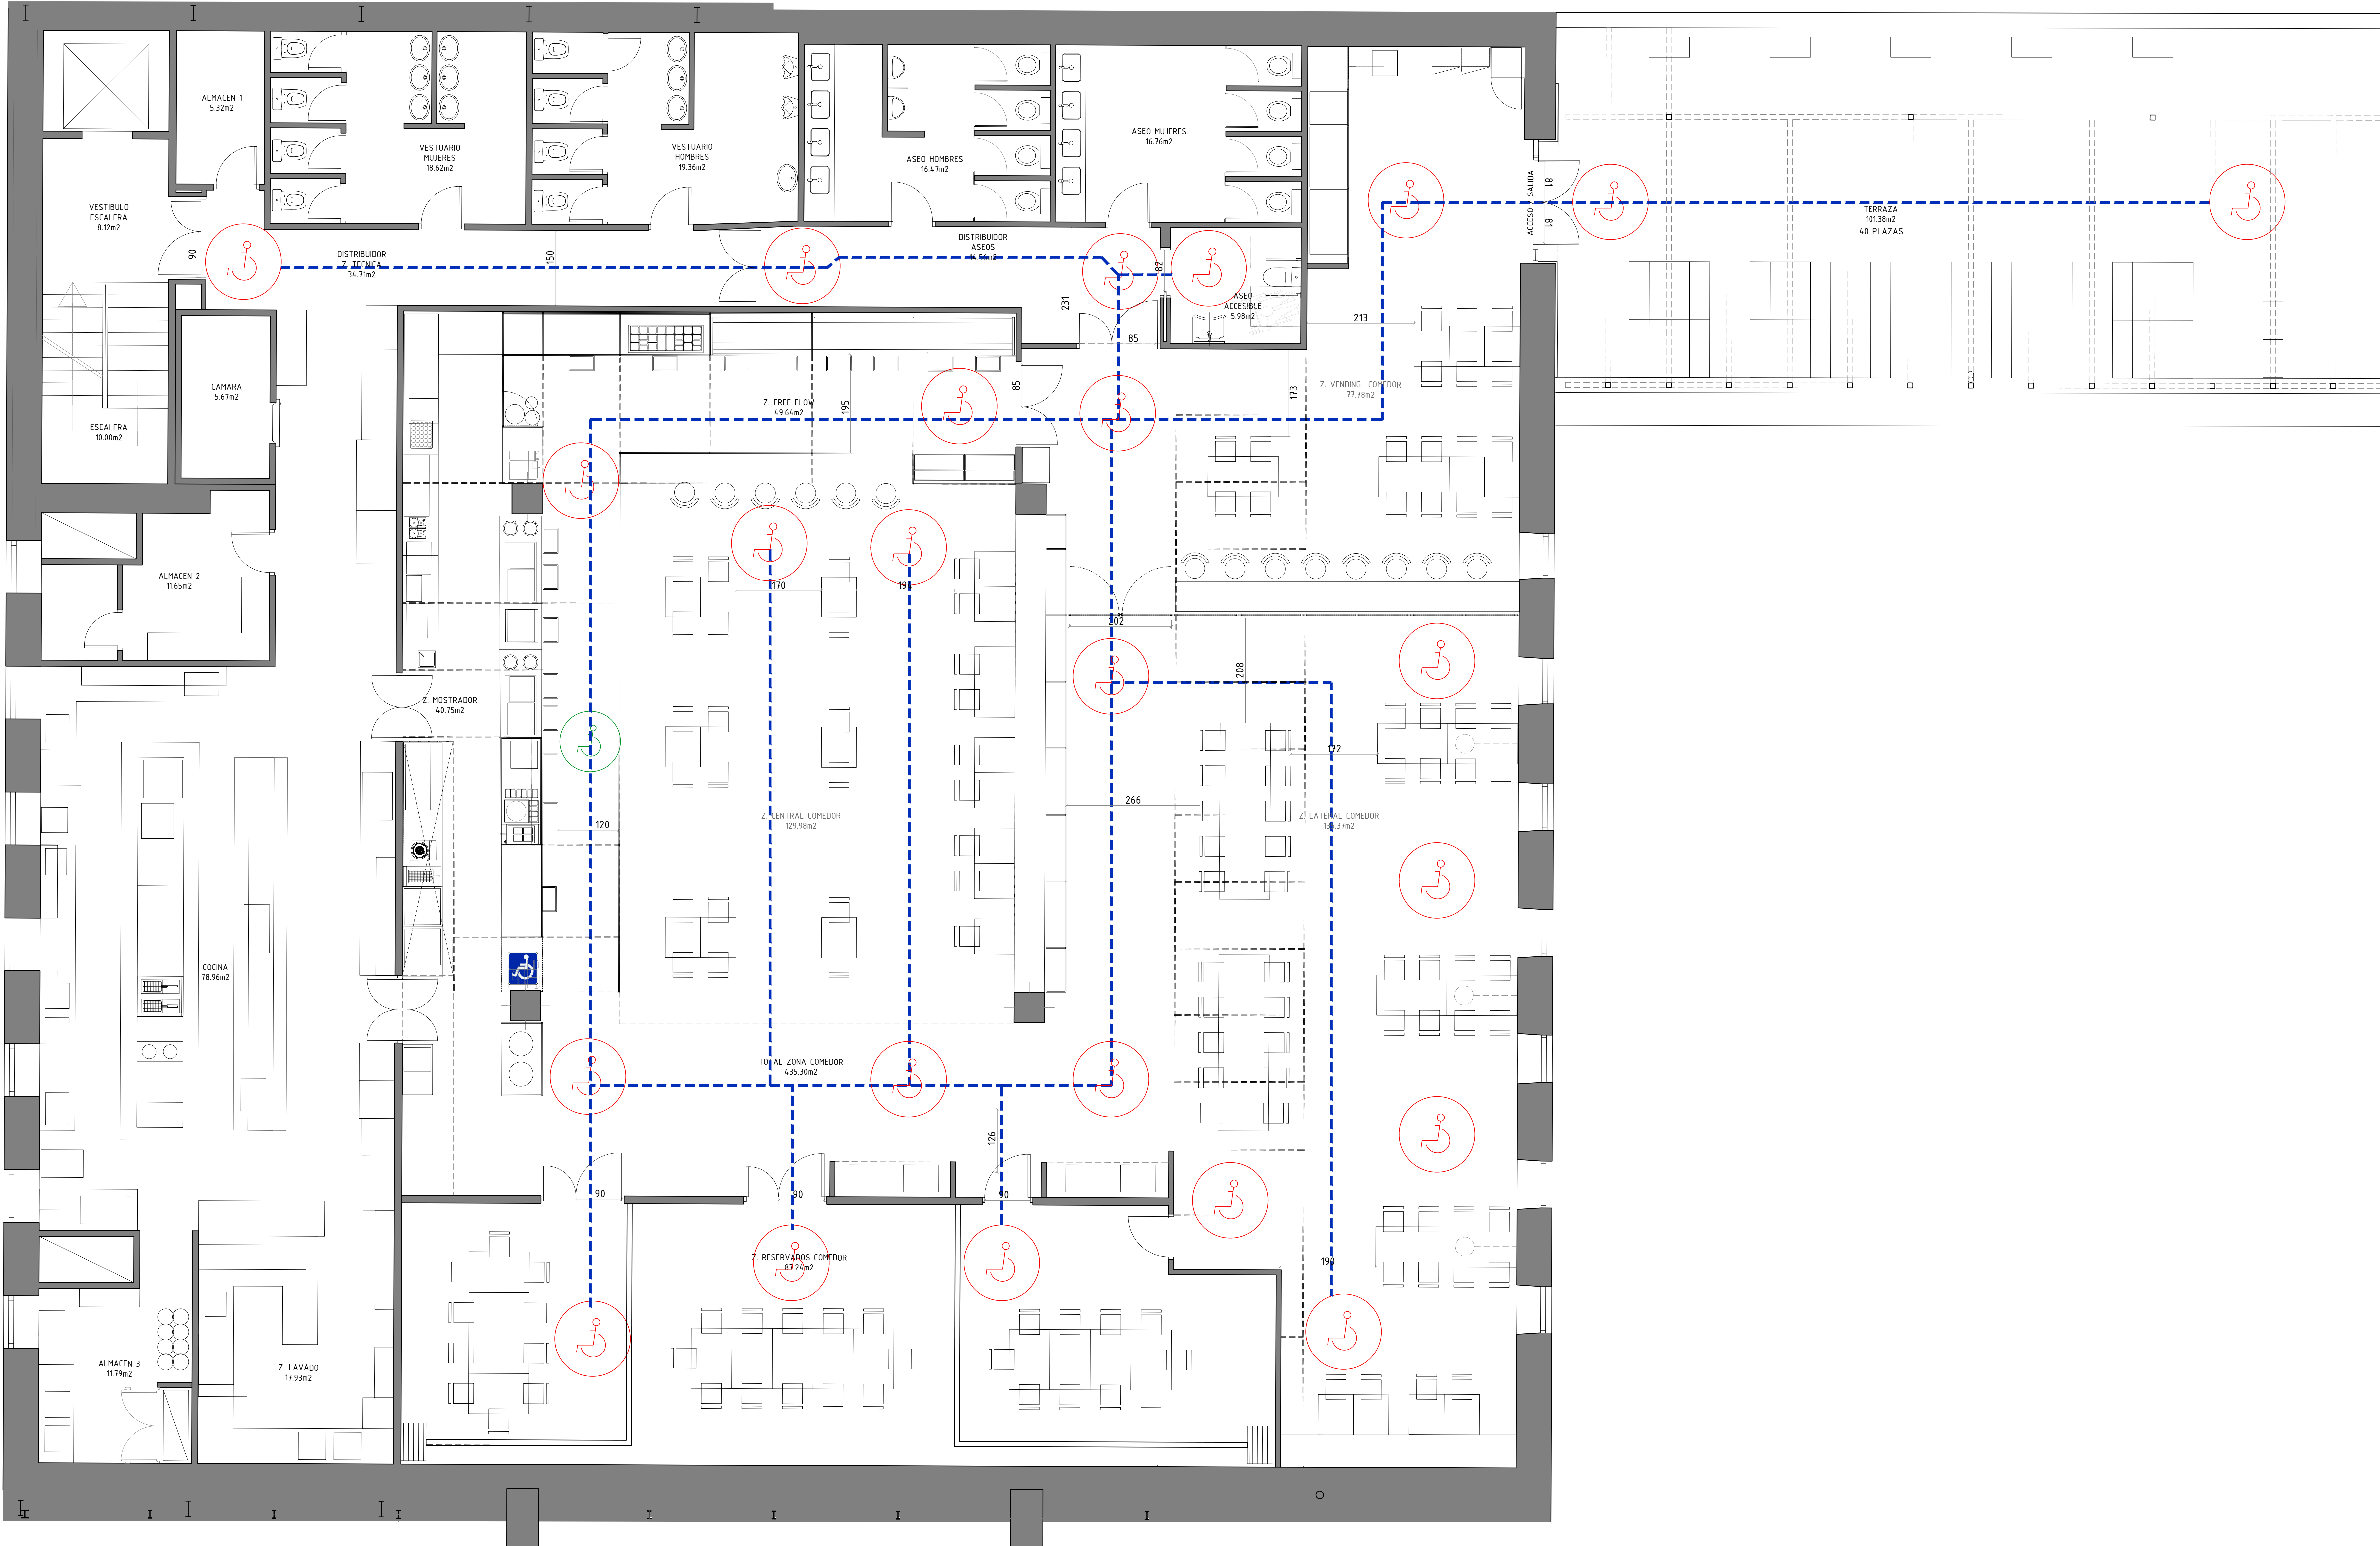 ALMACEN 1
5.32m2
VESTUARIO
MUJERES
18.62m2
VESTUARIO
HOMBRES
19.36m2
ASEO HOMBRES
16.47m2
ASEO MUJERES
16.76m2
ACCESO / SALIDA
81
81
TERRAZA
101.38m2
40 PLAZAS
VESTIBULO
ESCALERA
8.12m2
90
DISTRIBUIDOR
Z. TECNICA
34.71m2
150
DISTRIBUIDOR
ASEOS
231
82
ASEO
ACCESIBLE
5.98m2
85
213
CAMARA
5.67m2
ESCALERA
10.00m2
Z. FREE FLOW
49.64m2
195
85
173
Z. VENDING COMEDOR
77.78m2
ALMACEN 2
11.65m2
170
202
208
Z. MOSTRADOR
40.75m2
172
120
Z. CENTRAL COMEDOR
129.98m2
266
Z. LATERAL COMEDOR
COCINA
78.96m2
TOTAL ZONA COMEDOR
435.30m2
126
90
90
90
Z. RESERVADOS COMEDOR
87.24m2
190
ALMACEN 3
11.79m2
Z. LAVADO
17.93m2